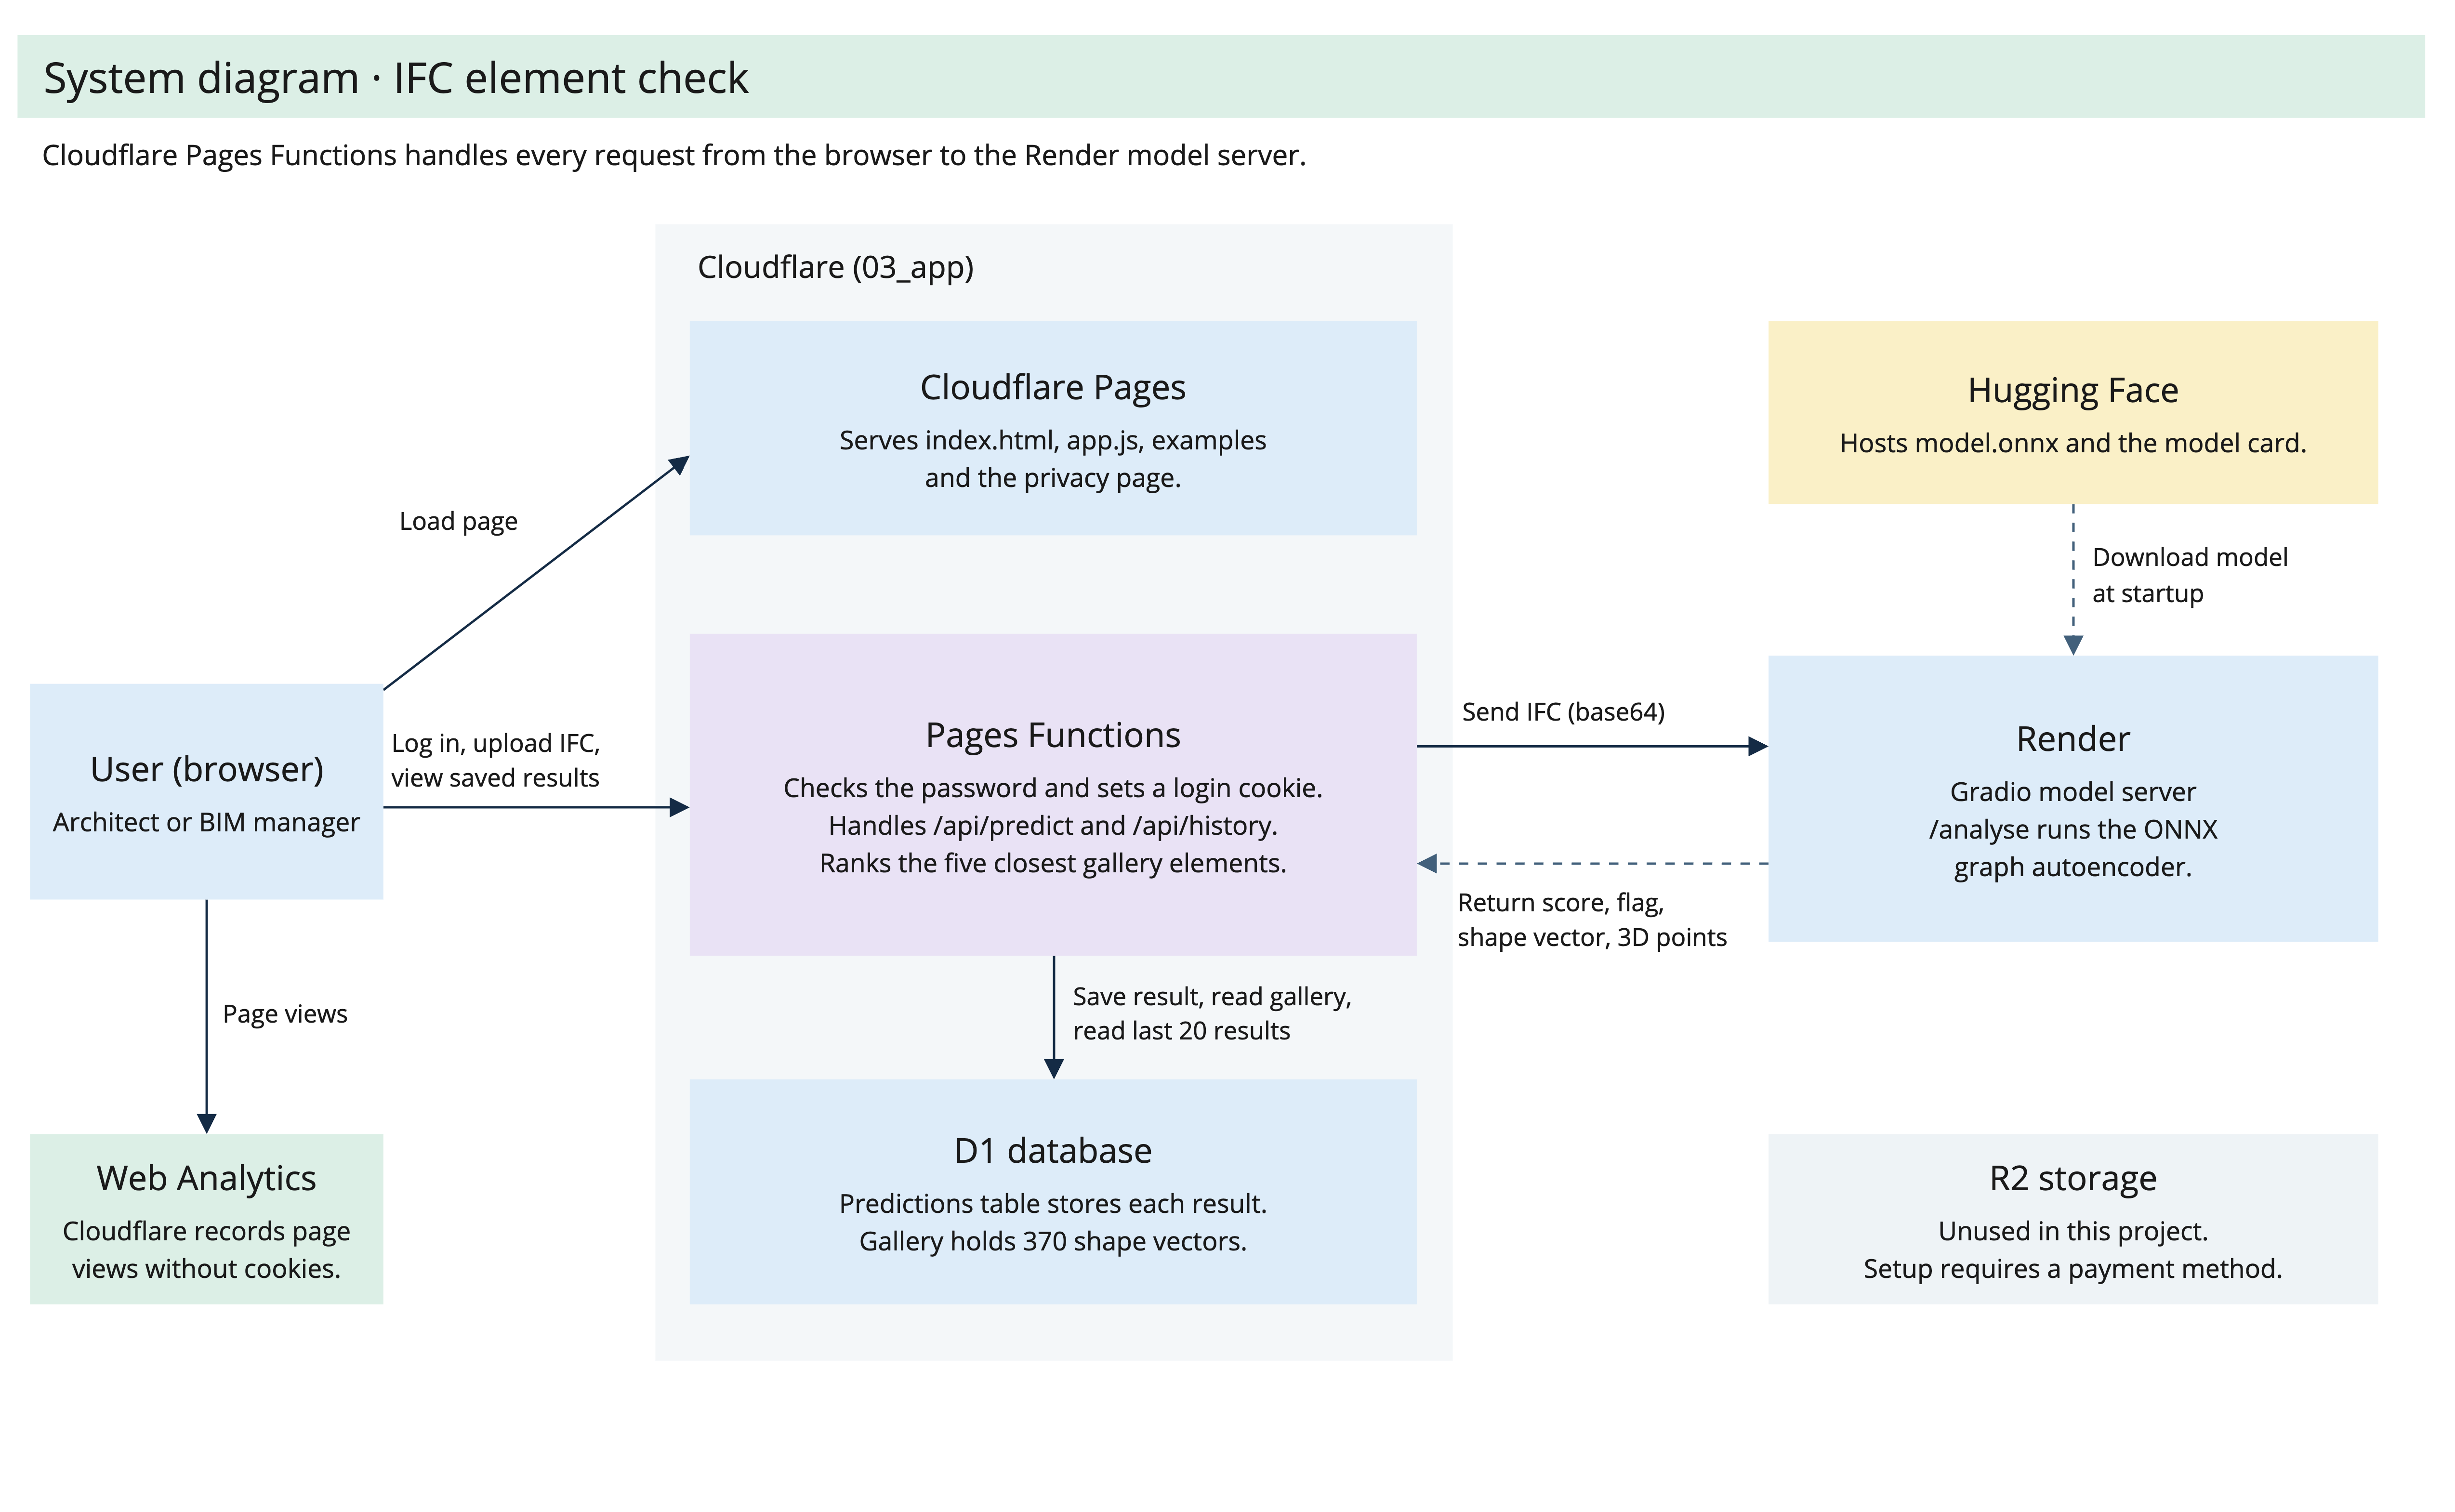 System diagram · IFC element check
Cloudflare Pages Functions handles every request from the browser to the Render model server.
Cloudflare (03_app)
Cloudflare Pages
Serves index.html, app.js, examples
and the privacy page.
Hugging Face
Hosts model.onnx and the model card.
Load page
Download model
at startup
User (browser)
Architect or BIM manager
Log in, upload IFC,
view saved results
Pages Functions
Checks the password and sets a login cookie.
Handles /api/predict and /api/history.
Ranks the five closest gallery elements.
Send IFC (base64)
Render
Gradio model server
/analyse runs the ONNX
graph autoencoder.
Return score, flag,
shape vector, 3D points
Page views
Save result, read gallery,
read last 20 results
Web Analytics
Cloudflare records page
views without cookies.
D1 database
Predictions table stores each result.
Gallery holds 370 shape vectors.
R2 storage
Unused in this project.
Setup requires a payment method.